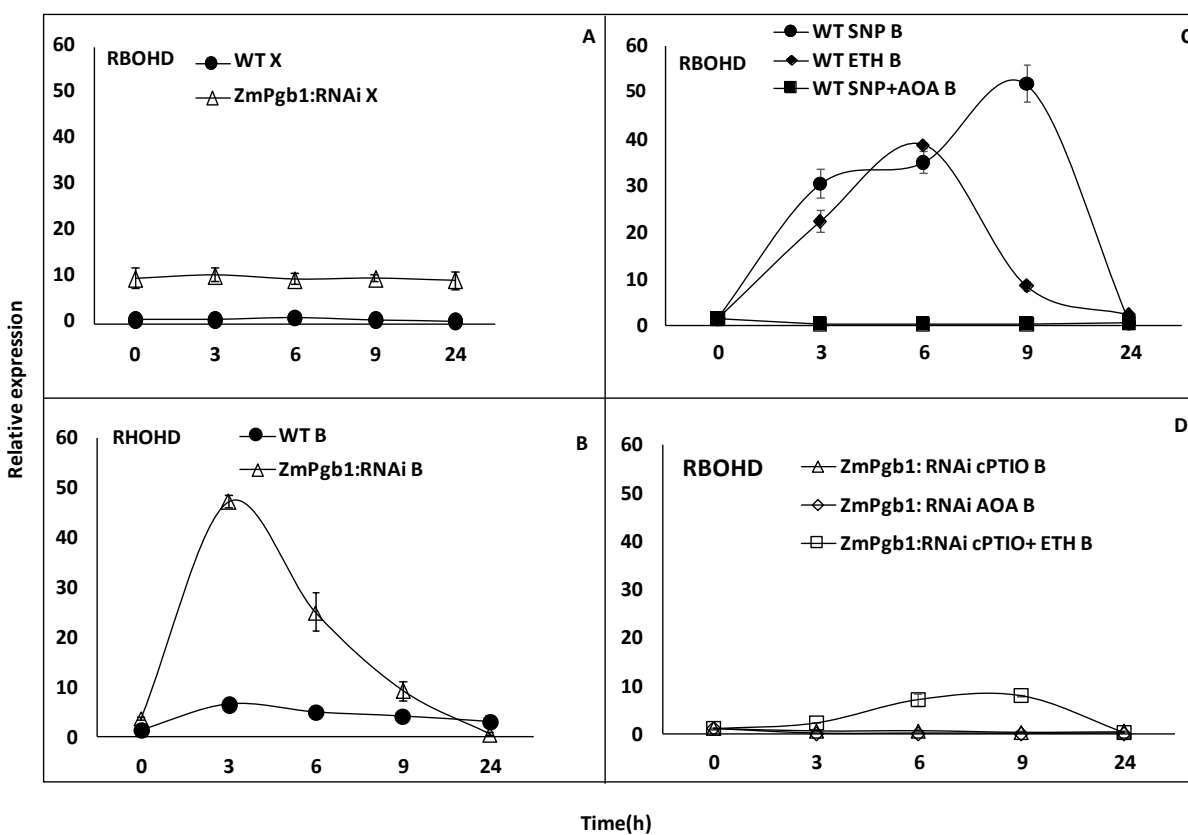 Relative expression
A
RBOHD
WT X
ZmPgb1:RNAi X
60
50
40
30
20
10
0
0 3 6 9 24
RBOHD
WT SNP B
WT ETH B
WT SNP+AOA B
60
50
40
30
20
10
0
0 3 6 9 24
B
RHOHD
WT B
ZmPgb1:RNAi B
60
50
40
30
20
10
0
0 3 6 9 24
D
RBOHD
ZmPgb1: RNAi cPTIO B
ZmPgb1: RNAi AOA B
ZmPgb1:RNAi cPTIO+ ETH B
60
50
40
30
20
10
0
0 3 6 9 24
Time(h)